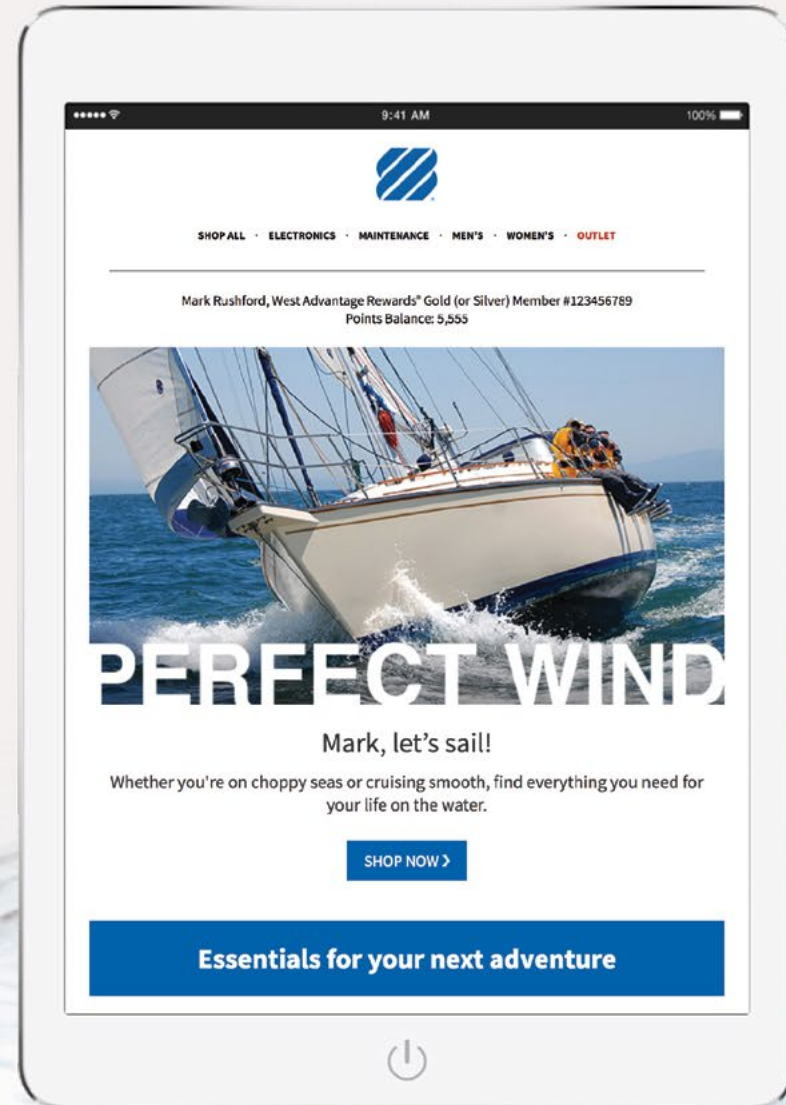 9:41 AM
100%
SHOP ALL · ELECTRONICS · MAINTENANCE · MEN'S · WOMEN'S · OUTLET
Mark Rushford, West Advantage Rewards® Gold (or Silver) Member #123456789
Points Balance: 5,555
PERFECT WIND
Mark, let's sail!
Whether you're on choppy seas or cruising smooth, find everything you need for
your life on the water.
SHOP NOW ❯
Essentials for your next adventure